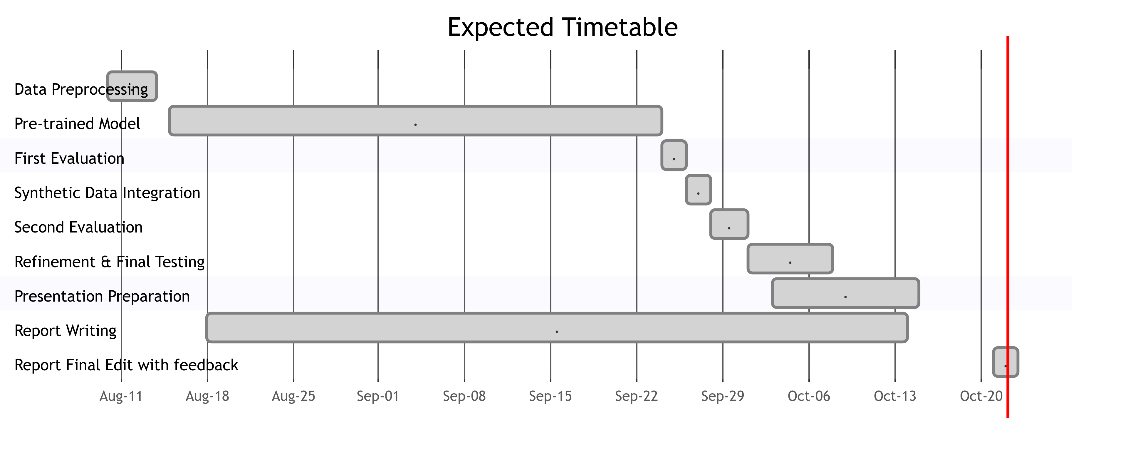 Expected Timetable
Data Preprocessing
Pre-trained Model
First Evaluation
Synthetic Data Integration
Second Evaluation
Refinement & Final Testing
Presentation Preparation
Report Writing
Report Final Edit with feedback
Aug-11 Aug-18 Aug-25 Sep-01 Sep-08 Sep-15 Sep-22 Sep-29 Oct-06 Oct-13 Oct-20